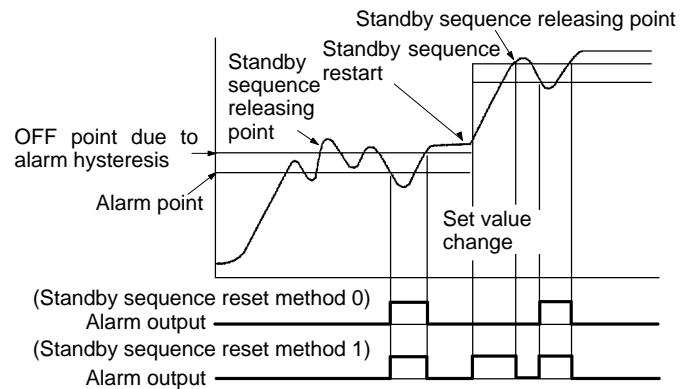 Standby sequence releasing point
Standby sequence
restart
Standby
sequence
releasing
point
OFF point due to
alarm hysteresis
Alarm point
Set value
change
(Standby sequence reset method 0)
Alarm output
(Standby sequence reset method 1)
Alarm output